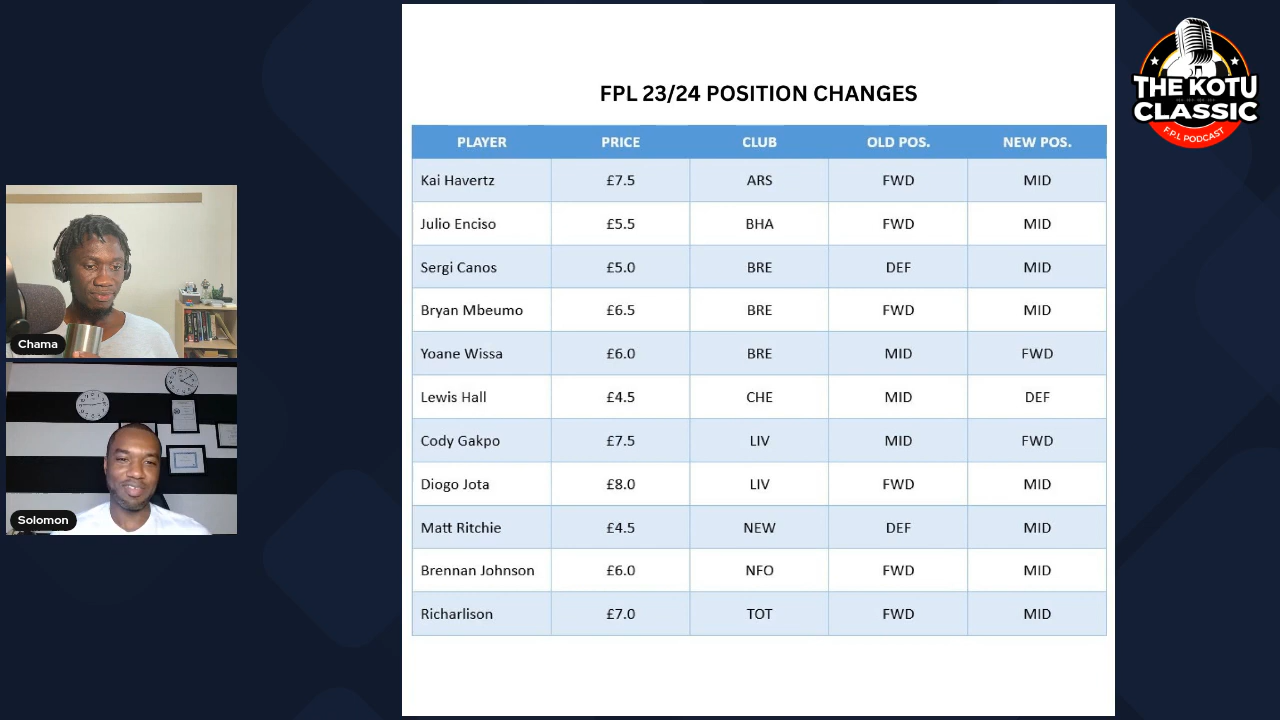 FPL 23/24 POSITION CHANGES
PLAYER PRICE CLUB OLD POS. NEW POS.
Kai Havertz £7.5 ARS FWD MID
Julio Enciso £5.5 BHA FWD MID
Sergi Canos £5.0 BRE DEF MID
Bryan Mbeumo £6.5 BRE FWD MID
Yoane Wissa £6.0 BRE MID FWD
Lewis Hall £4.5 CHE MID DEF
Cody Gakpo £7.5 LIV MID FWD
Diogo Jota £8.0 LIV FWD MID
Matt Ritchie £4.5 NEW DEF MID
Brennan Johnson £6.0 NFO FWD MID
Richarlison £7.0 TOT FWD MID
THE KOTU
CLASSIC
F.P.L PODCAST
Chama
Solomon